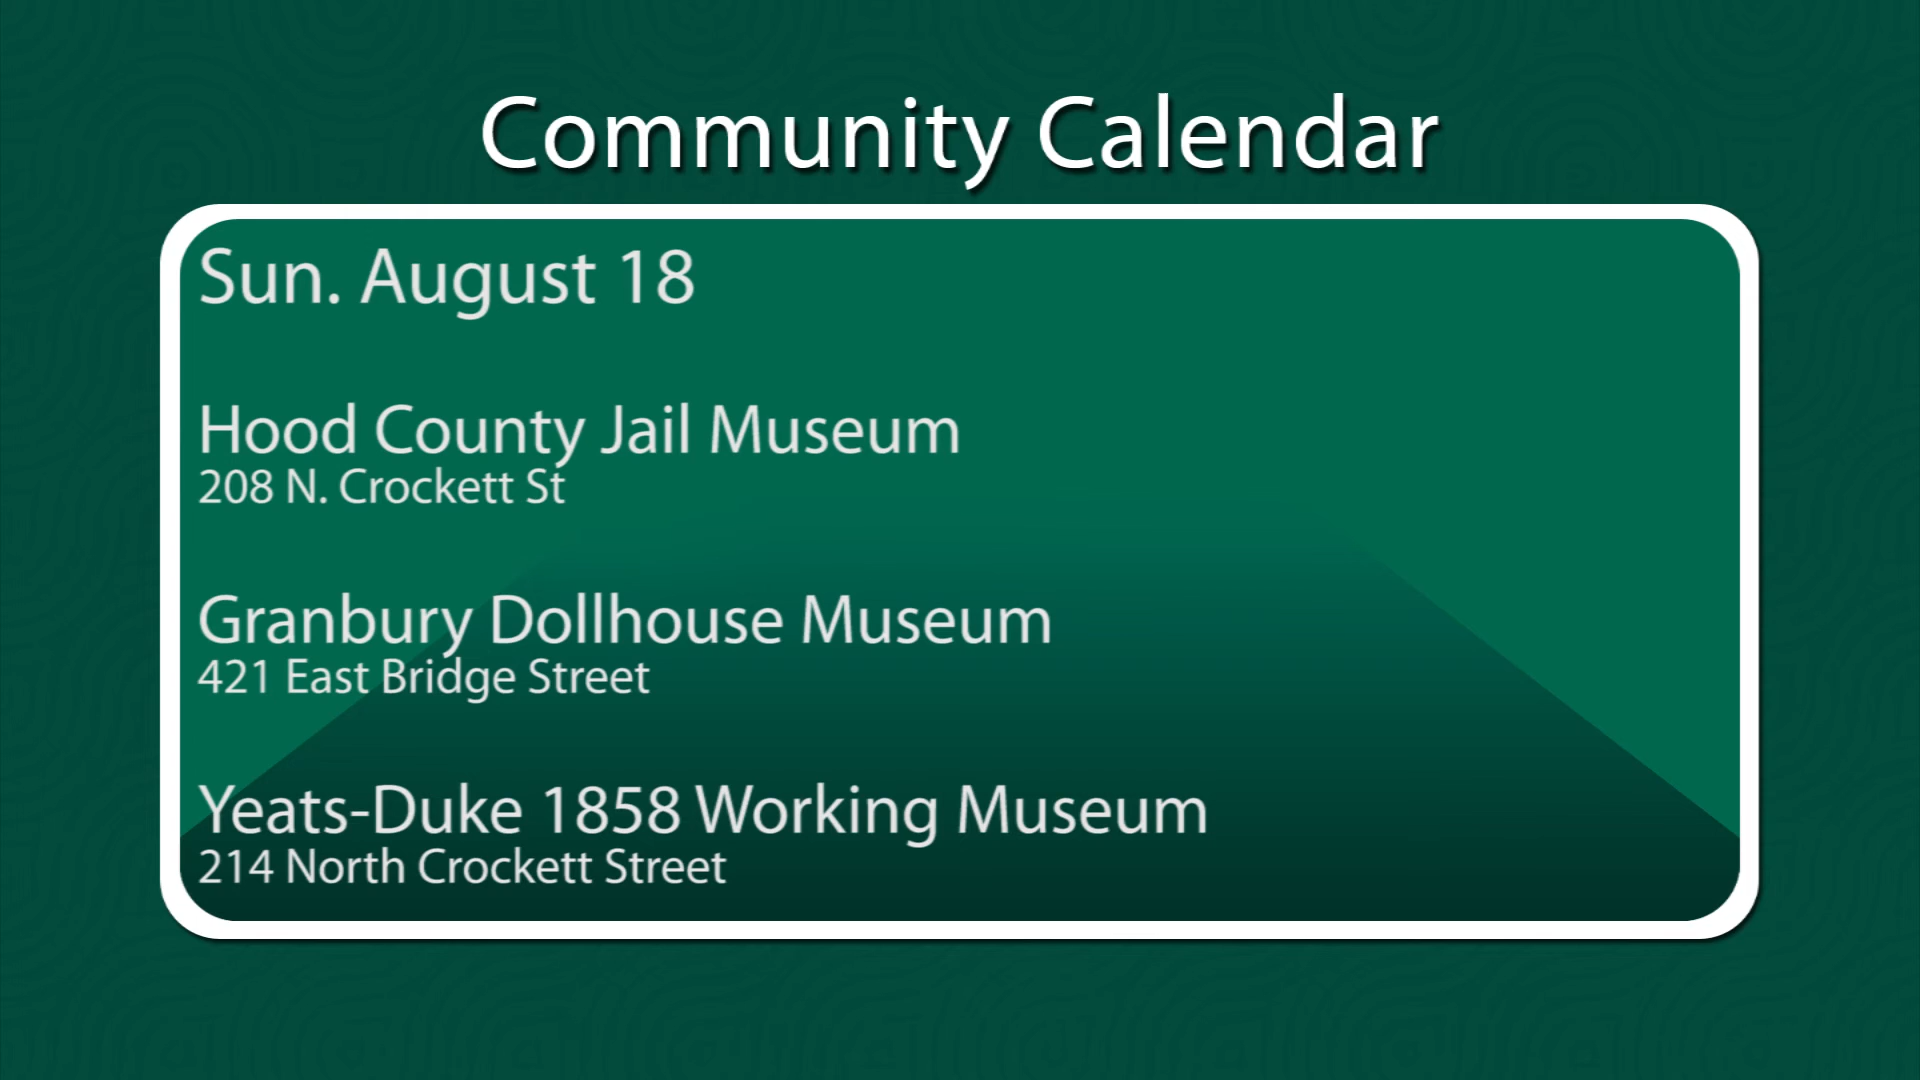 Community Calendar
Sun. August 18
Hood County Jail Museum
208 N. Crockett St
Granbury Dollhouse Museum
421 East Bridge Street
Yeats-Duke 1858 Working Museum
214 North Crockett Street